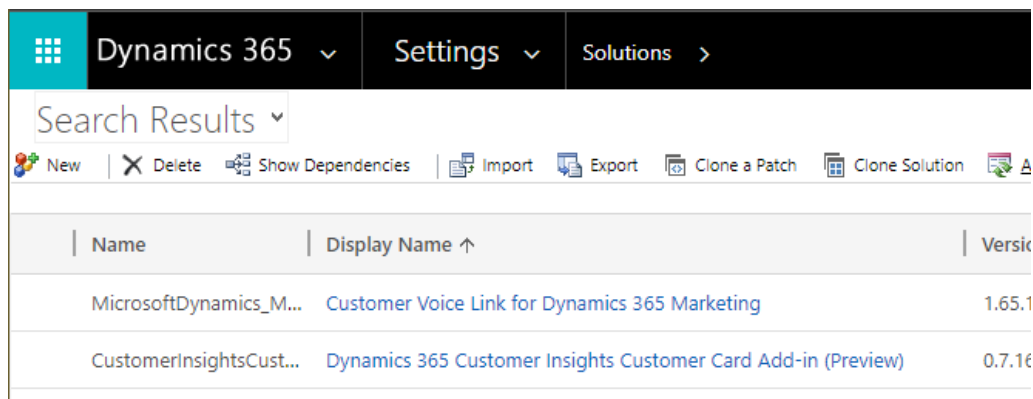 Dynamics 365 Settings Solutions
Search Results
New Delete Show Dependencies Import Export Clone a Patch Clone Solution
Name Display Name
MicrosoftDynamics_M... Customer Voice Link for Dynamics 365 Marketing 1.65.1
CustomerInsightsCust... Dynamics 365 Customer Insights Customer Card Add-in (Preview) 0.7.16